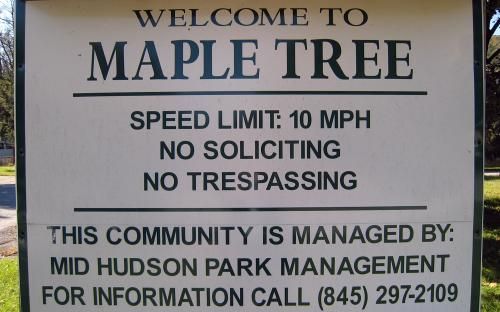 WELCOME TO
MAPLE TREE
SPEED LIMIT: 10 MPH
NO SOLICITING
NO TRESPASSING
THIS COMMUNITY IS MANAGED BY:
MID HUDSON PARK MANAGEMENT
FOR INFORMATION CALL (845) 297-2109